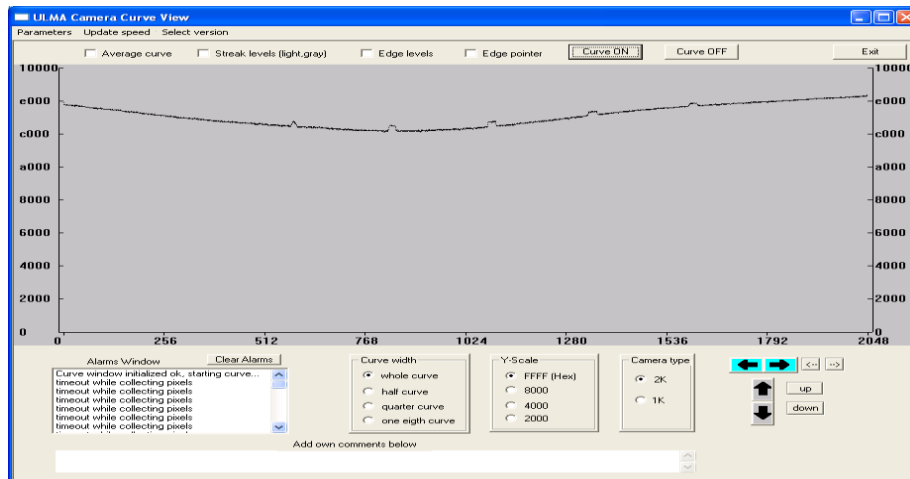 ULMA Camera Curve View
Parameters Update speed Select version
Average curve Streak levels (light,gray) Edge levels Edge pointer Curve ON Curve OFF Exit
10000 10000
e000 e000
c000 c000
a000 a000
8000 8000
6000 6000
4000 4000
2000 2000
0 0
0 256 512 768 1024 1280 1536 1792 2048
Alarms Window Clear Alarms Curve width Y-Scale Camera type
Curve window initialized ok, starting curve...
timeout while collecting pixels
timeout while collecting pixels
timeout while collecting pixels
timeout while collecting pixels
timeout while collecting pixels
timeout while collecting pixels
whole curve
half curve
quarter curve
one eigth curve
FFFF (Hex)
8000
4000
2000
2K
1K
<-- -->
up
down
Add own comments below